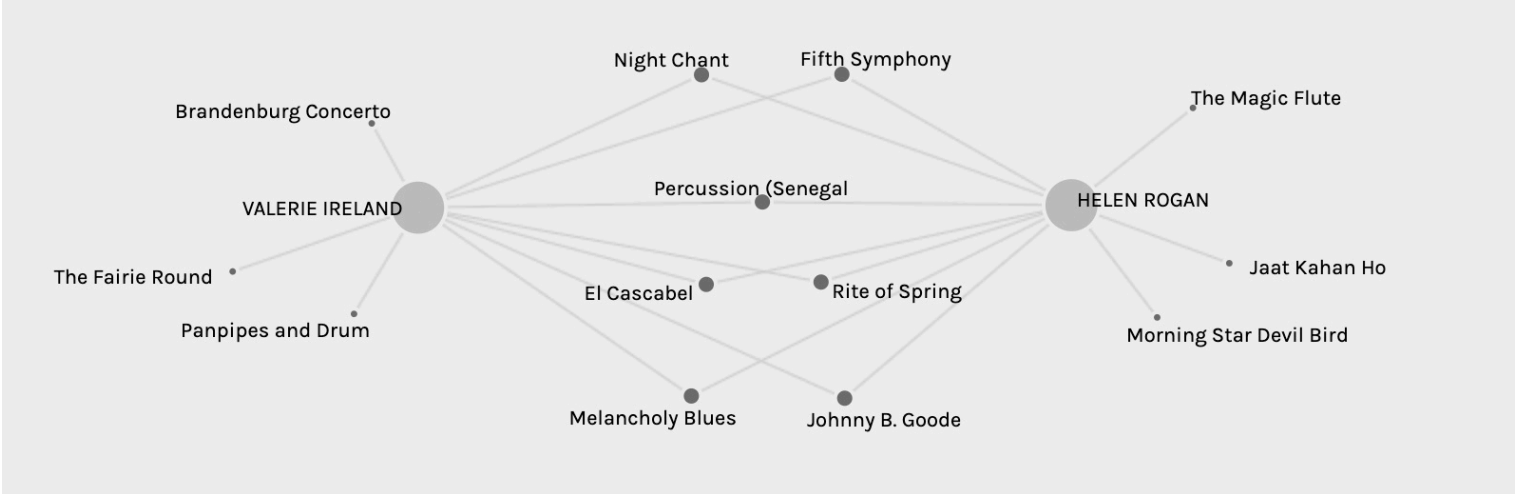 Night Chant
Fifth Symphony
The Magic Flute
Brandenburg Concerto
Percussion (Senegal
HELEN ROGAN
VALERIE IRELAND
Jaat Kahan Ho
The Fairie Round
El Cascabel
Rite of Spring
Panpipes and Drum
Morning Star Devil Bird
Melancholy Blues
Johnny B. Goode